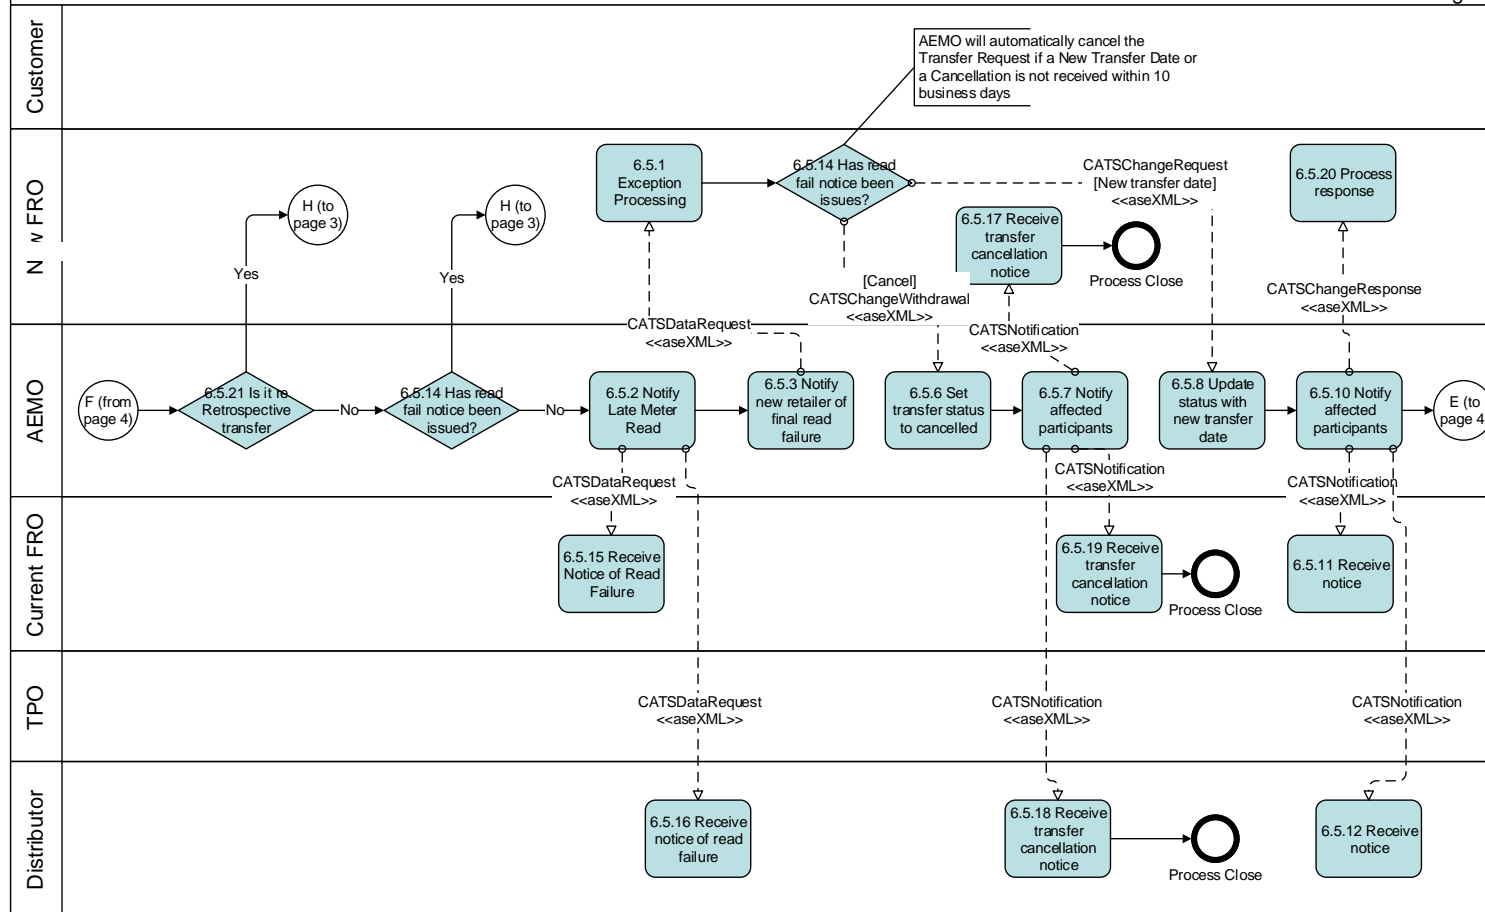 g
Customer
AEMO will automatically cancel the
Transfer Request if a New Transfer Date or
a Cancellation is not received within 10
business days
N w FRO
H (to
page 3)
Yes
H (to
page 3)
Yes
6.5.1
Exception
Processing
6.5.14 Has read
fail notice been
issues?
CATSChangeRequest
[New transfer date]
<<aseXML>>
6.5.17 Receive
transfer
cancellation
notice
Process Close
6.5.20 Process
response
[Cancel]
CATSChangeWithdrawal
<<aseXML>>
CATSChangeResponse
<<aseXML>>
CATSDataRequest
<<aseXML>>
CATSNotification
<<aseXML>>
AEMO
F (from
page 4)
6.5.21 Is it re
Retrospective
transfer
No
6.5.14 Has read
fail notice been
issued?
No
6.5.2 Notify
Late Meter
Read
6.5.3 Notify
new retailer of
final read
failure
6.5.6 Set
transfer status
to cancelled
6.5.7 Notify
affected
participants
6.5.8 Update
status with
new transfer
date
6.5.10 Notify
affected
participants
E (to
page 4
CATSDataRequest
<<aseXML>>
CATSNotification
<<aseXML>>
CATSNotification
<<aseXML>>
Current FRO
6.5.15 Receive
Notice of Read
Failure
6.5.19 Receive
transfer
cancellation
notice
Process Close
6.5.11 Receive
notice
TPO
CATSDataRequest
<<aseXML>>
CATSNotification
<<aseXML>>
CATSNotification
<<aseXML>>
Distributor
6.5.16 Receive
notice of read
failure
6.5.18 Receive
transfer
cancellation
notice
Process Close
6.5.12 Receive
notice